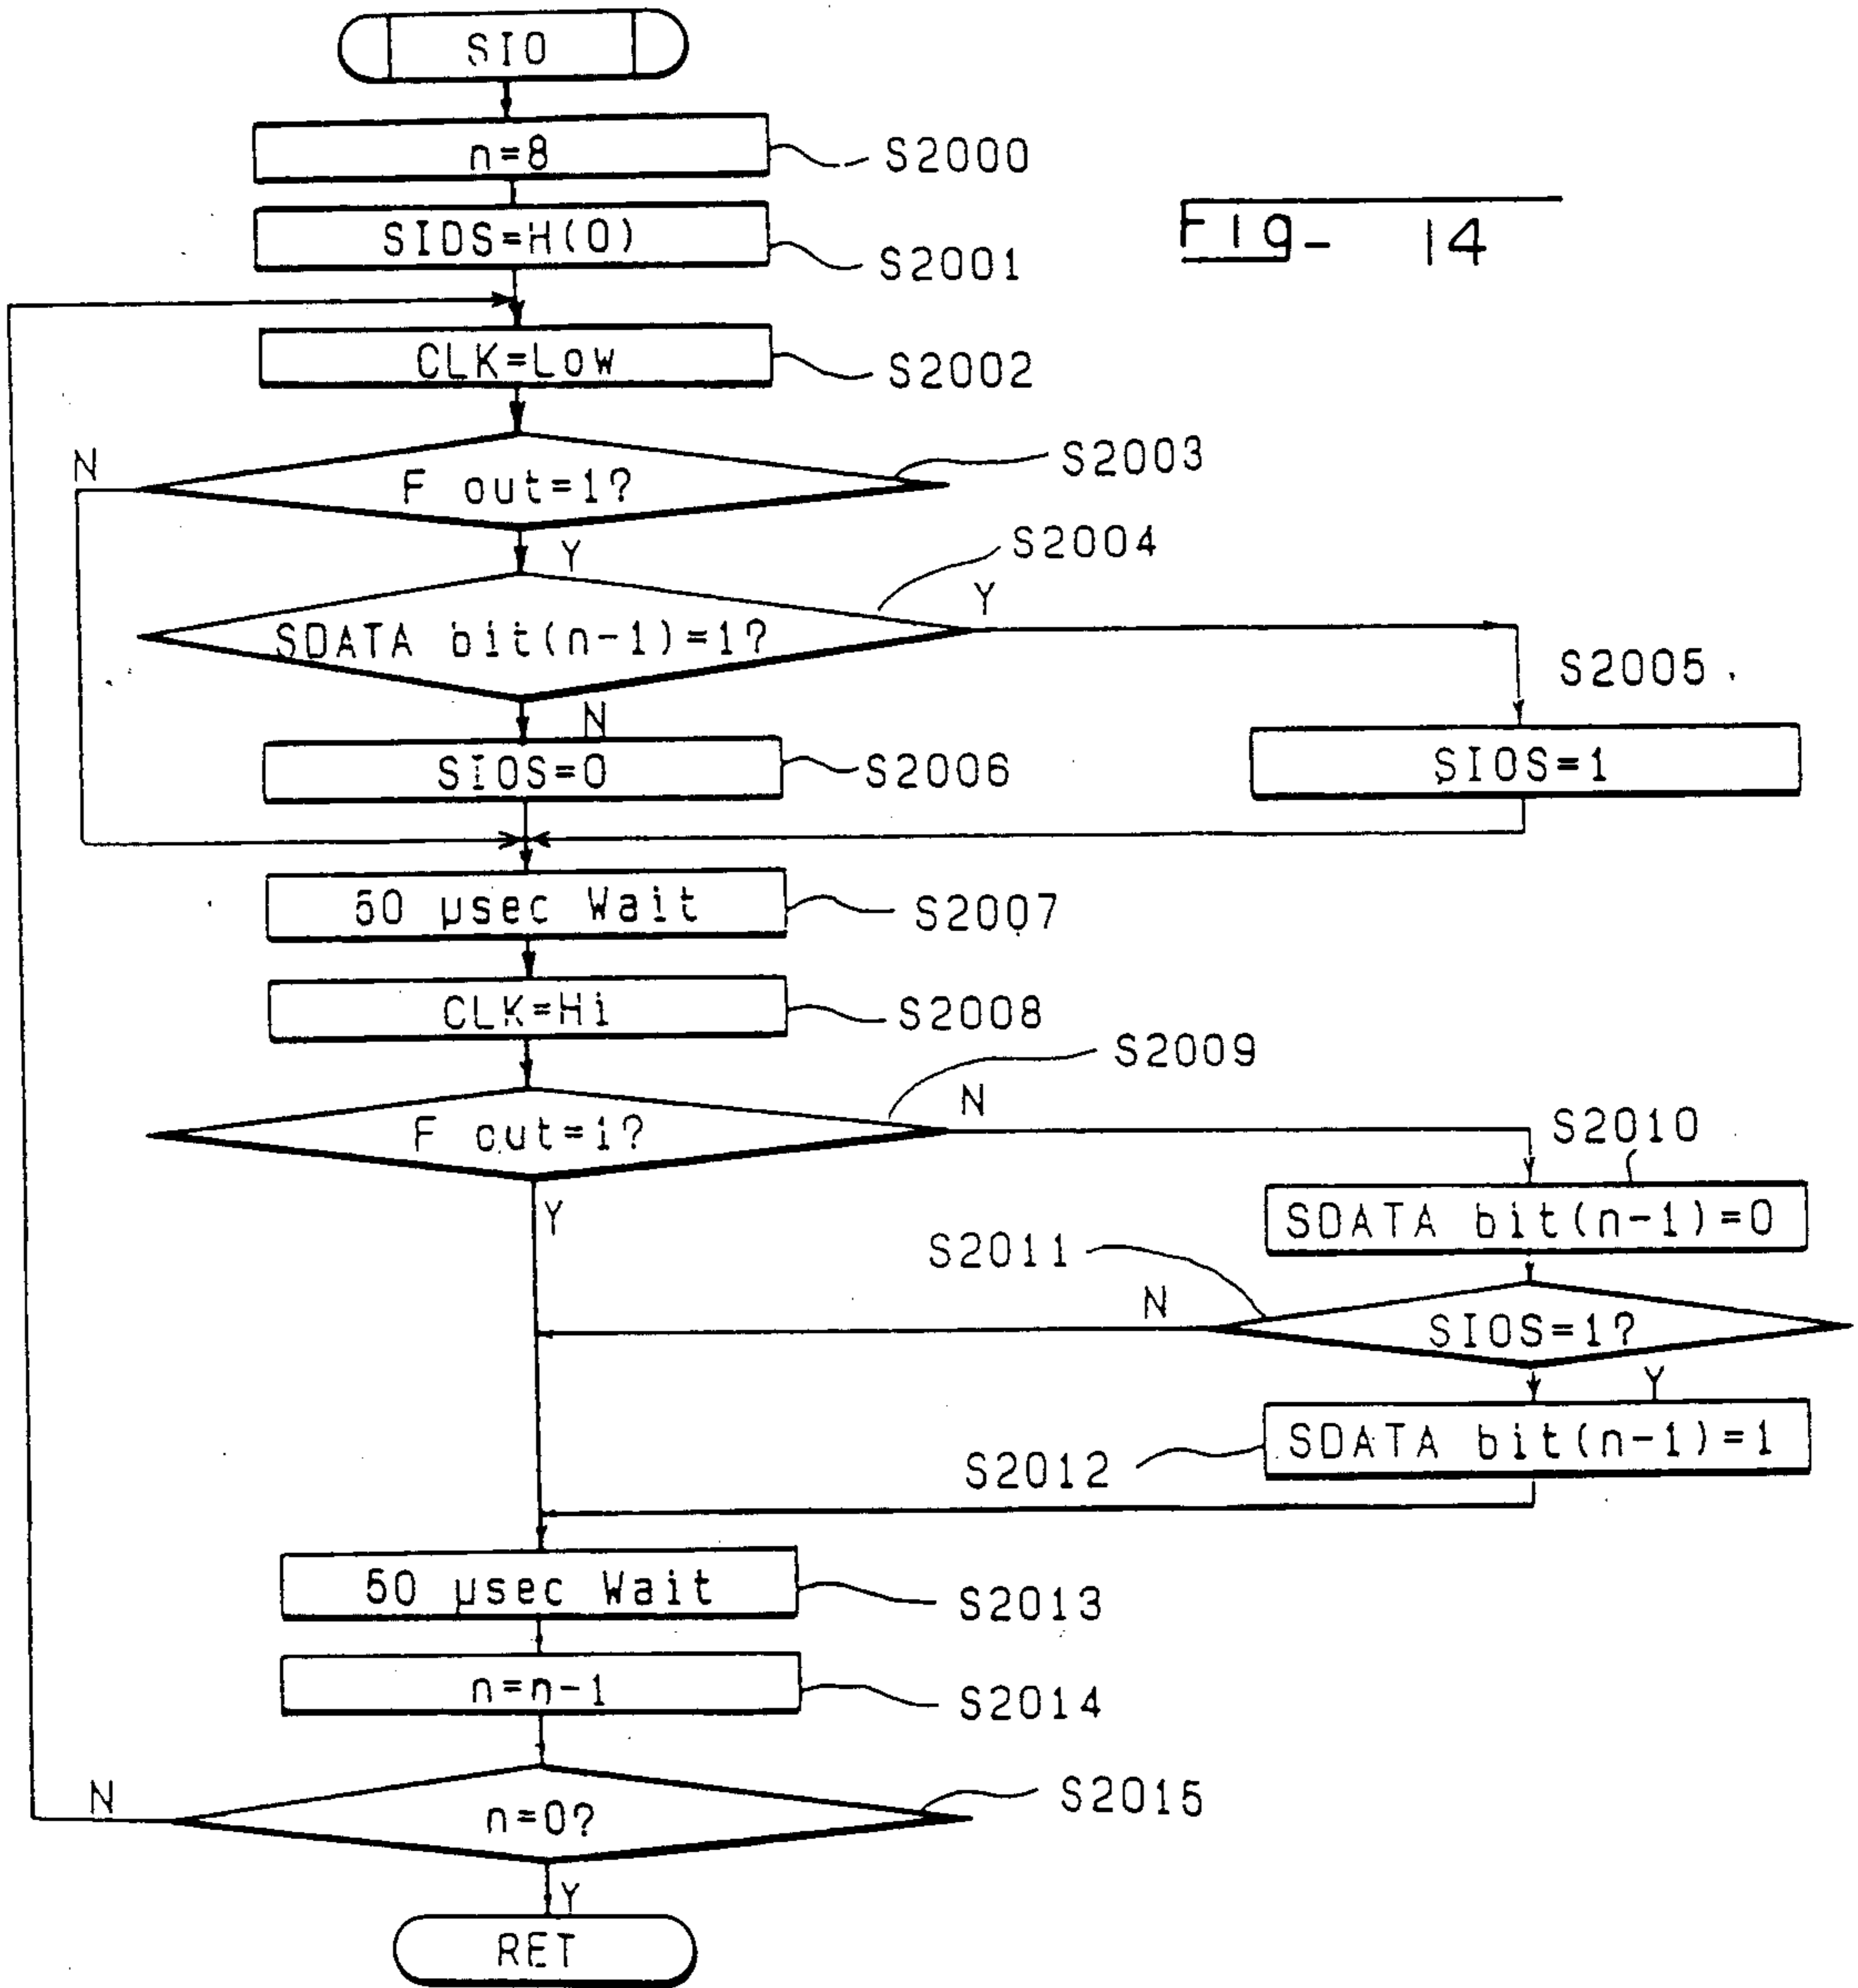 SIO
n=8
S2000
Fig- 14
SIDS=H(0)
S2001
CLK=Low
S2002
N
F out=1?
S2003
Y
S2004
SDATA bit(n-1)=1?
Y
S2005
N
SIOS=0
S2006
SIOS=1
50 µsec Wait
S2007
CLK=Hi
S2008
S2009
F out=1?
N
S2010
Y
SDATA bit(n-1)=0
S2011
N
SIOS=1?
Y
SDATA bit(n-1)=1
S2012
50 µsec Wait
S2013
n=n-1
S2014
N
n=0?
S2015
Y
RET